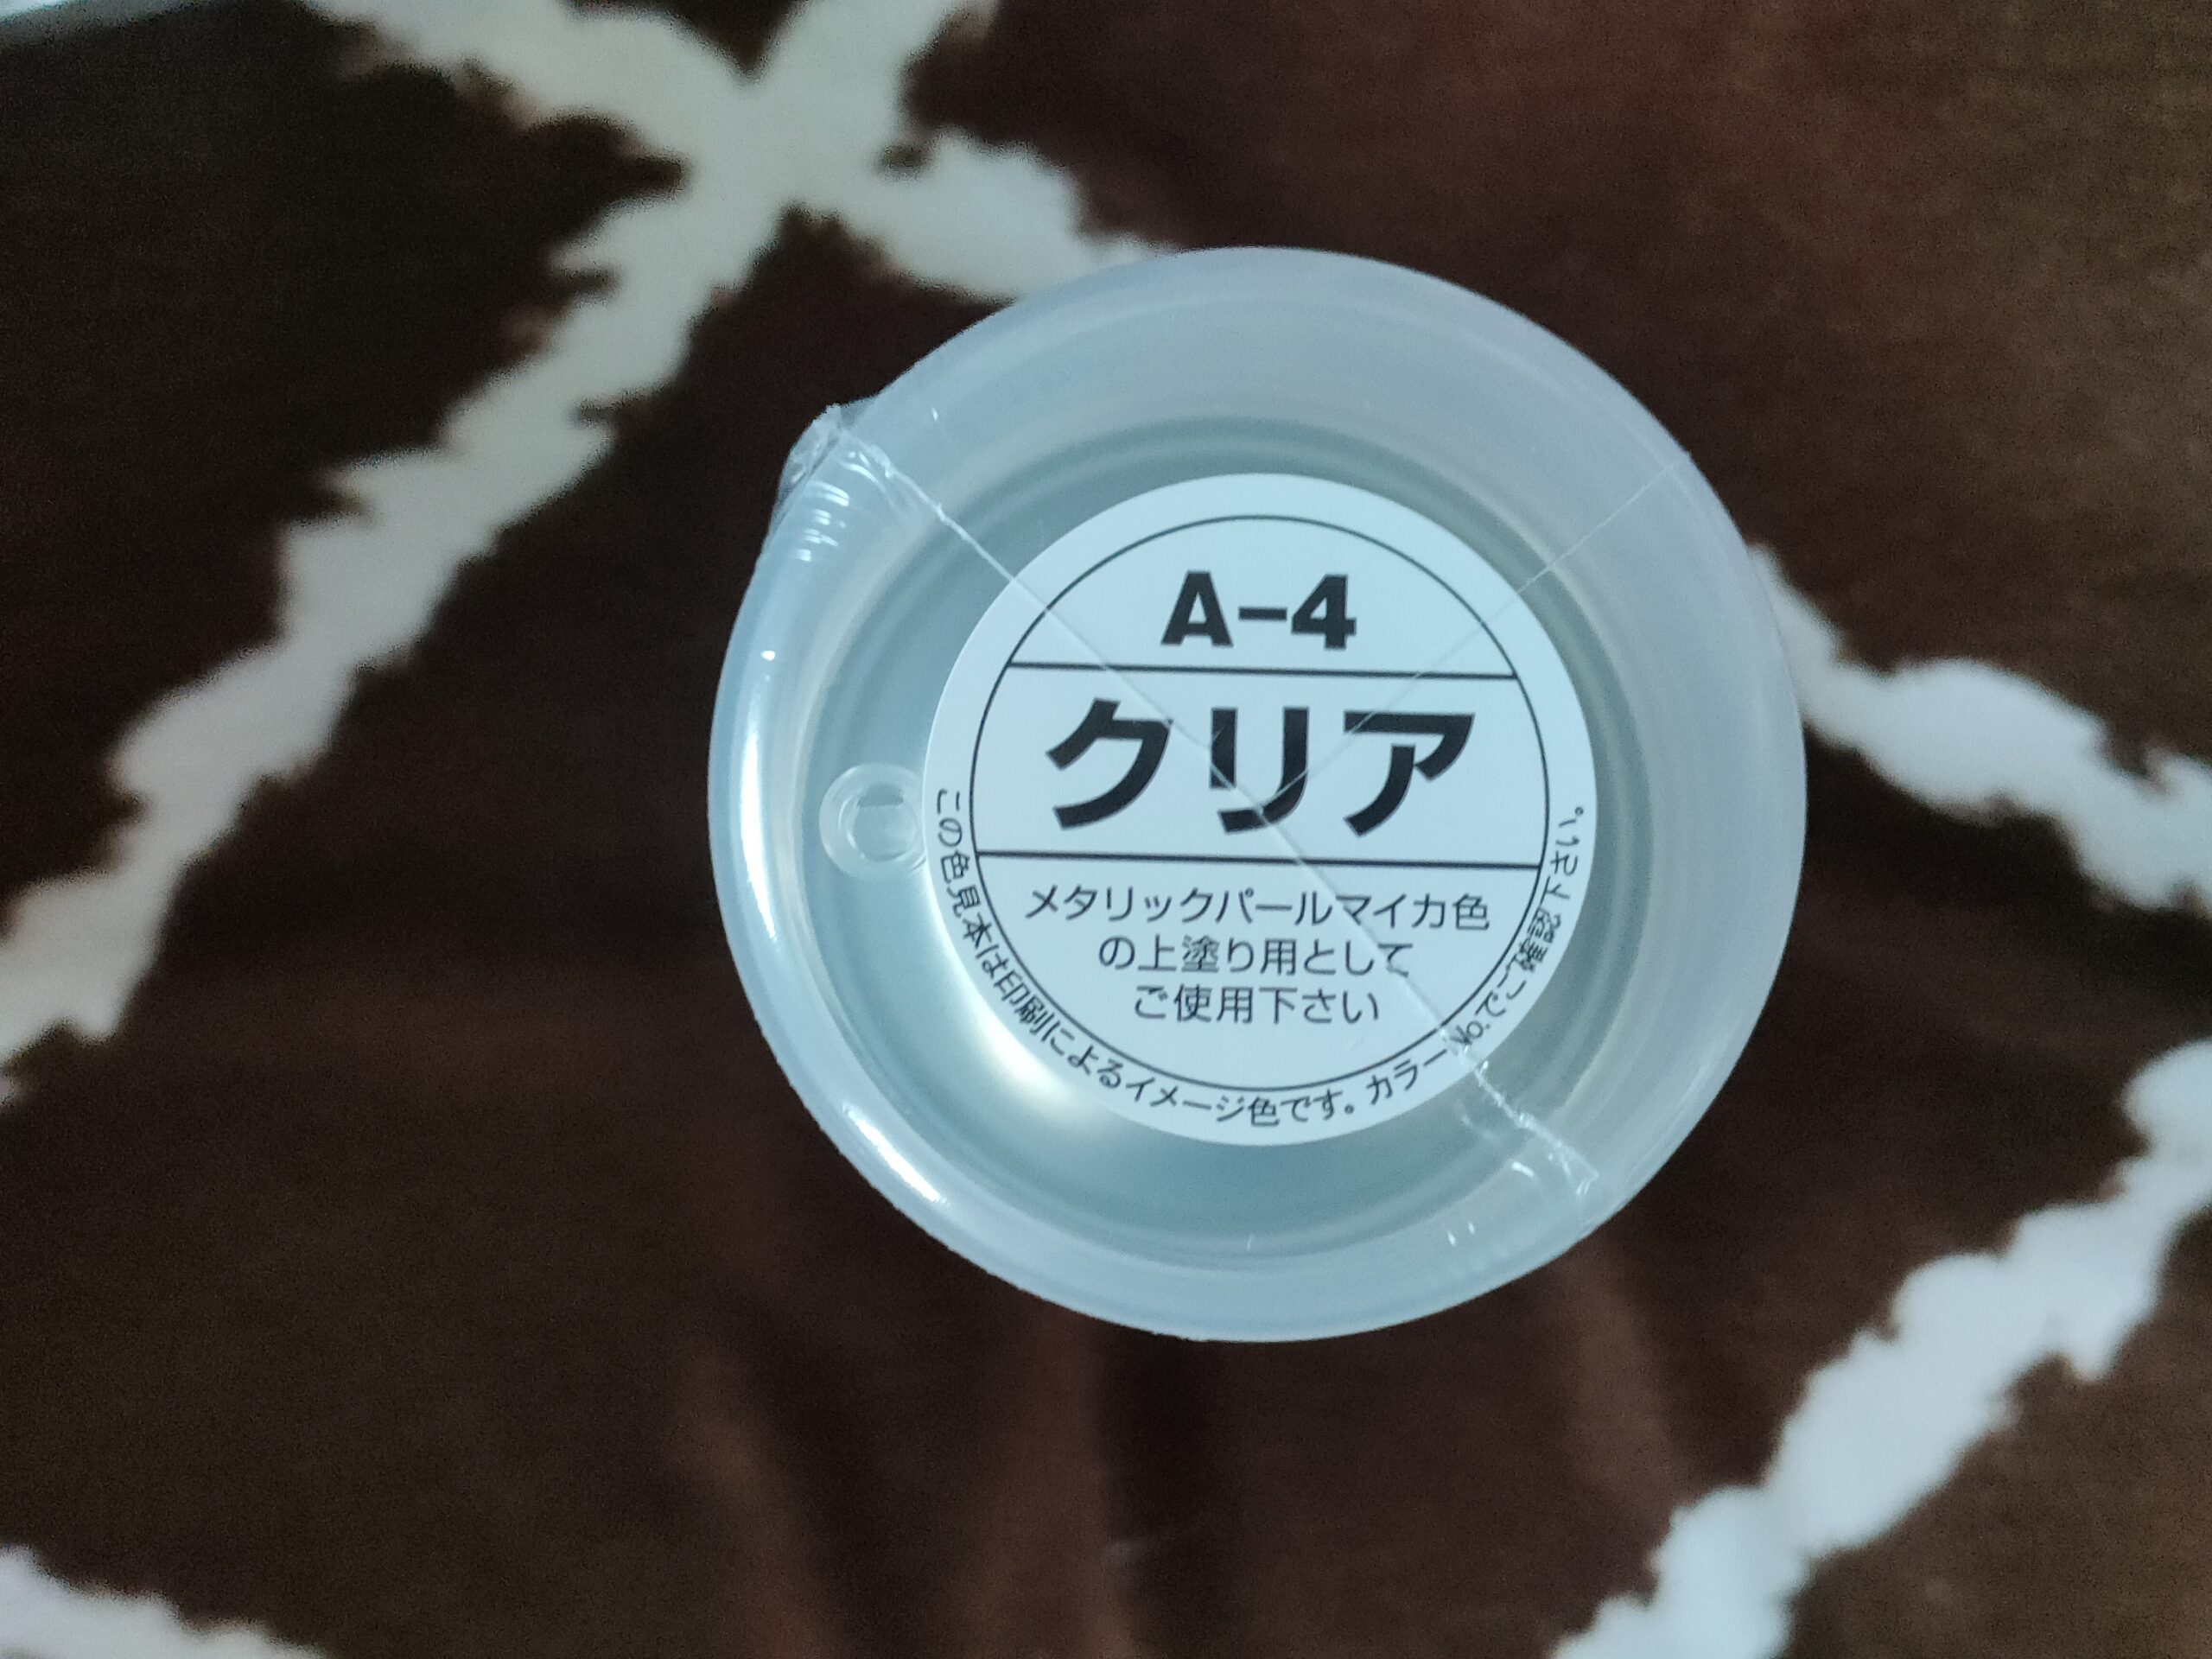 A-4
クリア
メタリックパールマイカ色
の上塗り用として
ご使用下さい
この色見本は印刷によるイメージ色です。カラーNo.でご確認下さい。